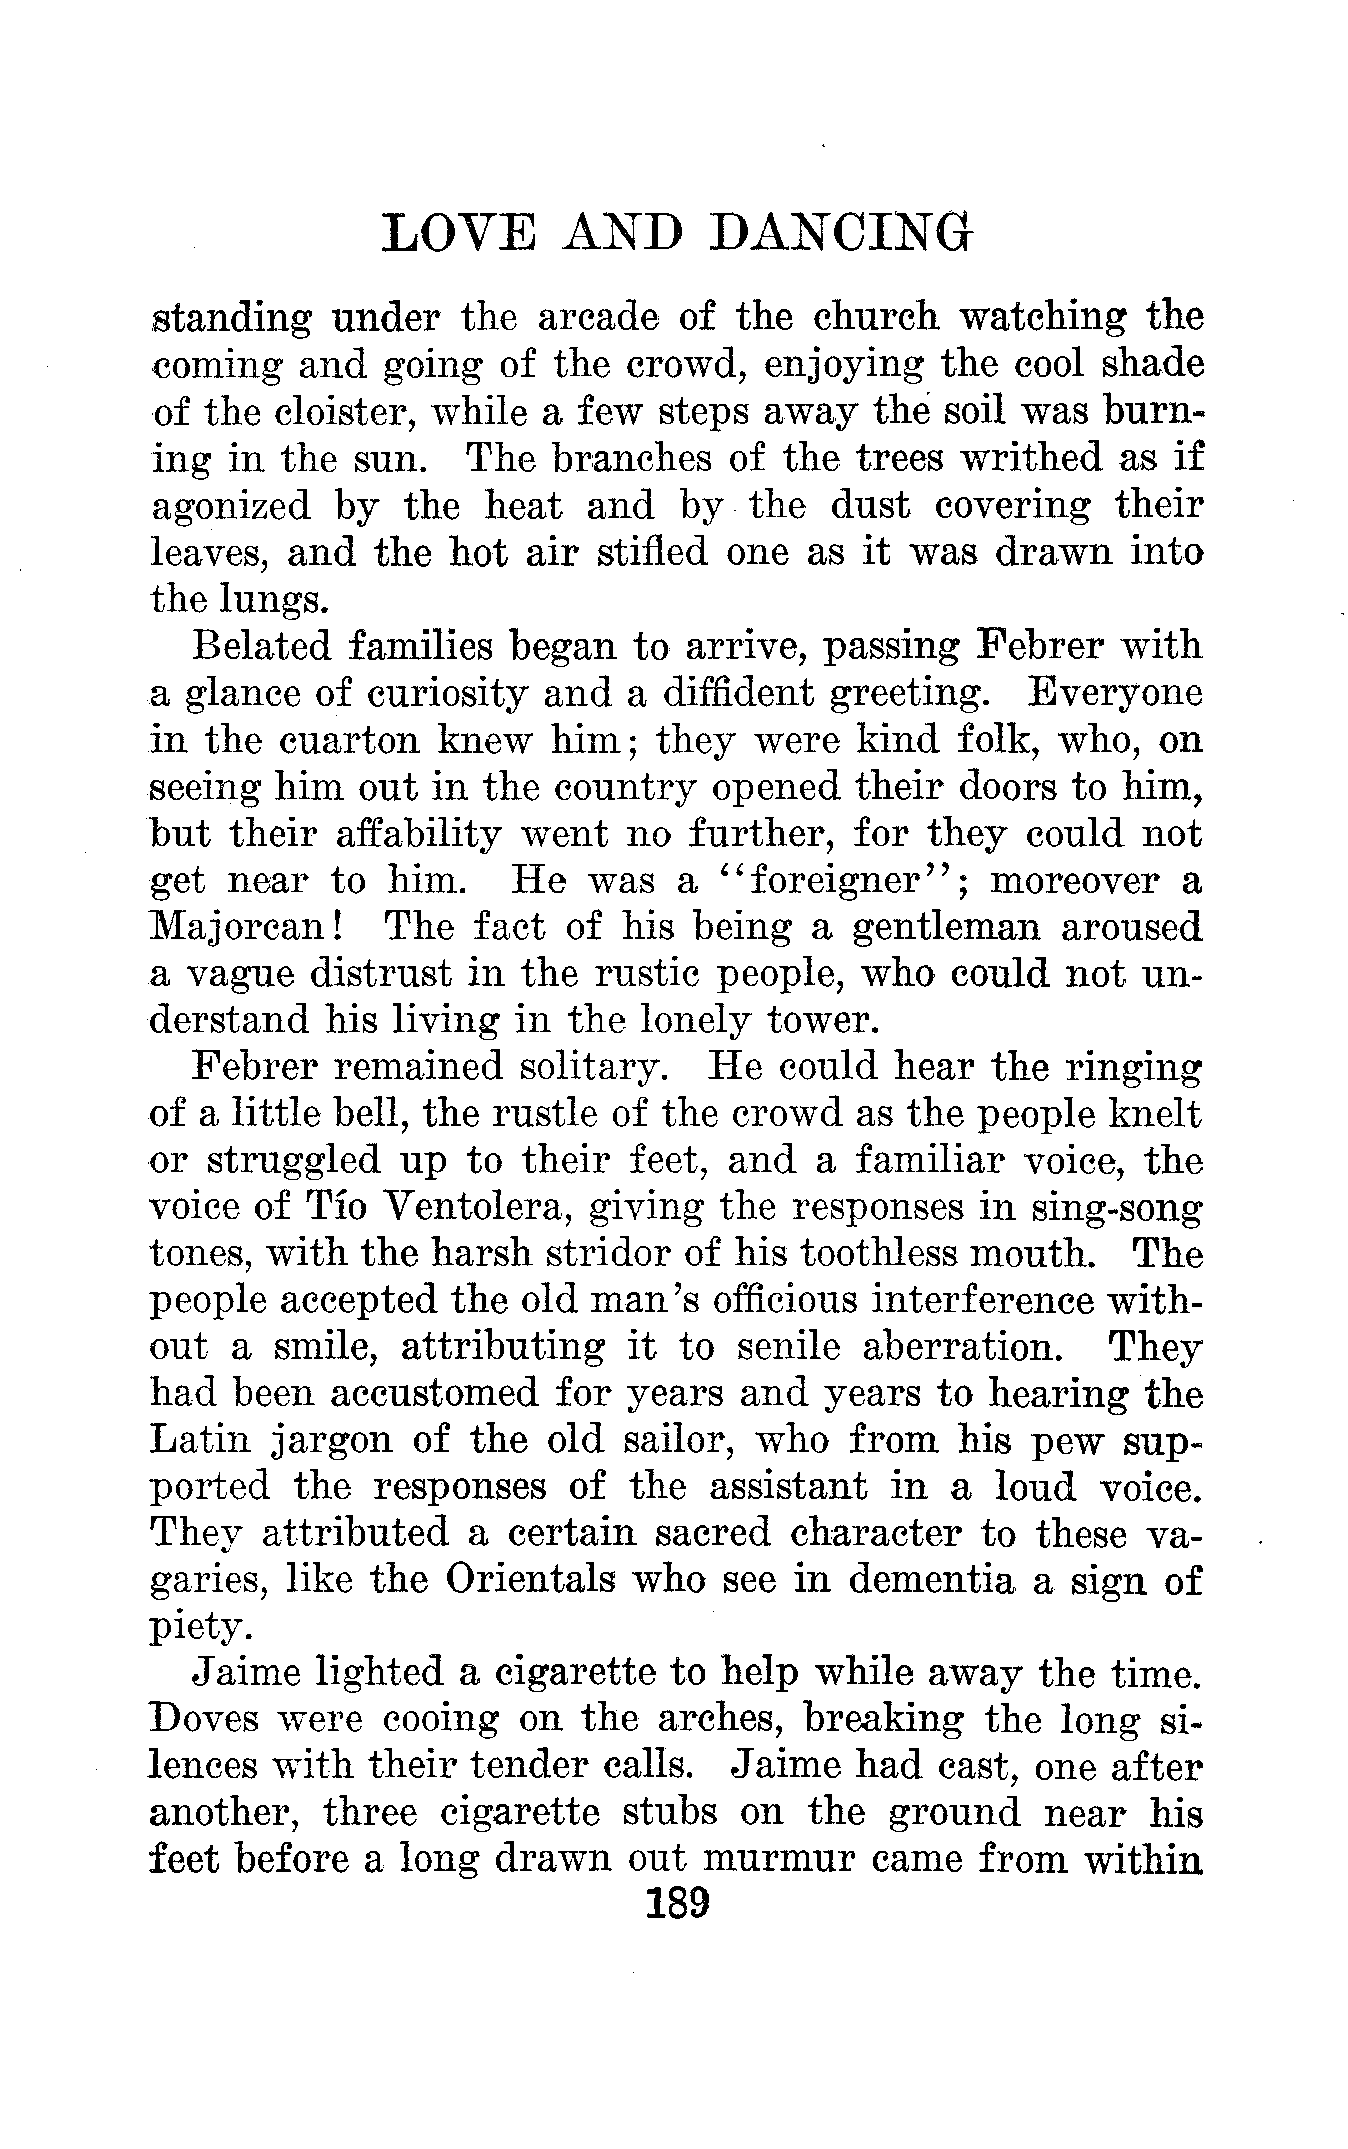 LOVE AND DANCING
standing under the arcade of the church watching the
coming and going of the crowd, enjoying the cool shade
of the cloister, while a few steps away the soil was burn-
ing in the sun. The branches of the trees writhed as if
agonized by the heat and by the dust covering their
leaves, and the hot air stifled one as it was drawn into
the lungs.
Belated families began to arrive, passing Febrer with
a glance of curiosity and a diffident greeting. Everyone
in the cuarton knew him; they were kind folk, who, on
seeing him out in the country opened their doors to him,
but their affability went no further, for they could not
get near to him. He was a "foreigner"; moreover a
Majorcan! The fact of his being a gentleman aroused
a vague distrust in the rustic people, who could not un-
derstand his living in the lonely tower.
Febrer remained solitary. He could hear the ringing
of a little bell, the rustle of the crowd as the people knelt
or struggled up to their feet, and a familiar voice, the
voice of Tío Ventolera, giving the responses in sing-song
tones, with the harsh stridor of his toothless mouth. The
people accepted the old man's officious interference with-
out a smile, attributing it to senile aberration. They
had been accustomed for years and years to hearing the
Latin jargon of the old sailor, who from his pew sup-
ported the responses of the assistant in a loud voice.
They attributed a certain sacred character to these va-
garies, like the Orientals who see in dementia a sign of
piety.
Jaime lighted a cigarette to help while away the time.
Doves were cooing on the arches, breaking the long si-
lences with their tender calls. Jaime had cast, one after
another, three cigarette stubs on the ground near his
feet before a long drawn out murmur came from within
189